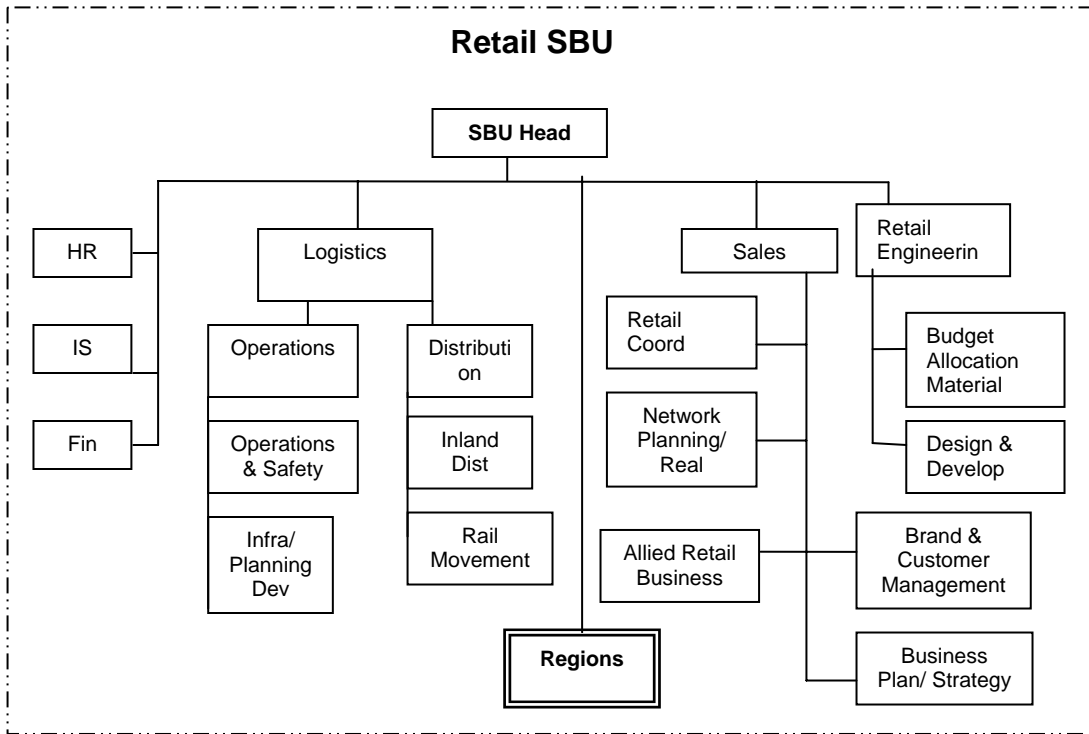 Retail SBU
SBU Head
HR
IS
Fin
Logistics
Operations
Operations
& Safety
Infra/
Planning
Dev
Distributi
on
Inland
Dist
Rail
Movement
Regions
Sales
Retail
Coord
Network
Planning/
Real
Allied Retail
Business
Brand &
Customer
Management
Business
Plan/ Strategy
Retail
Engineerin
Budget
Allocation
Material
Design &
Develop